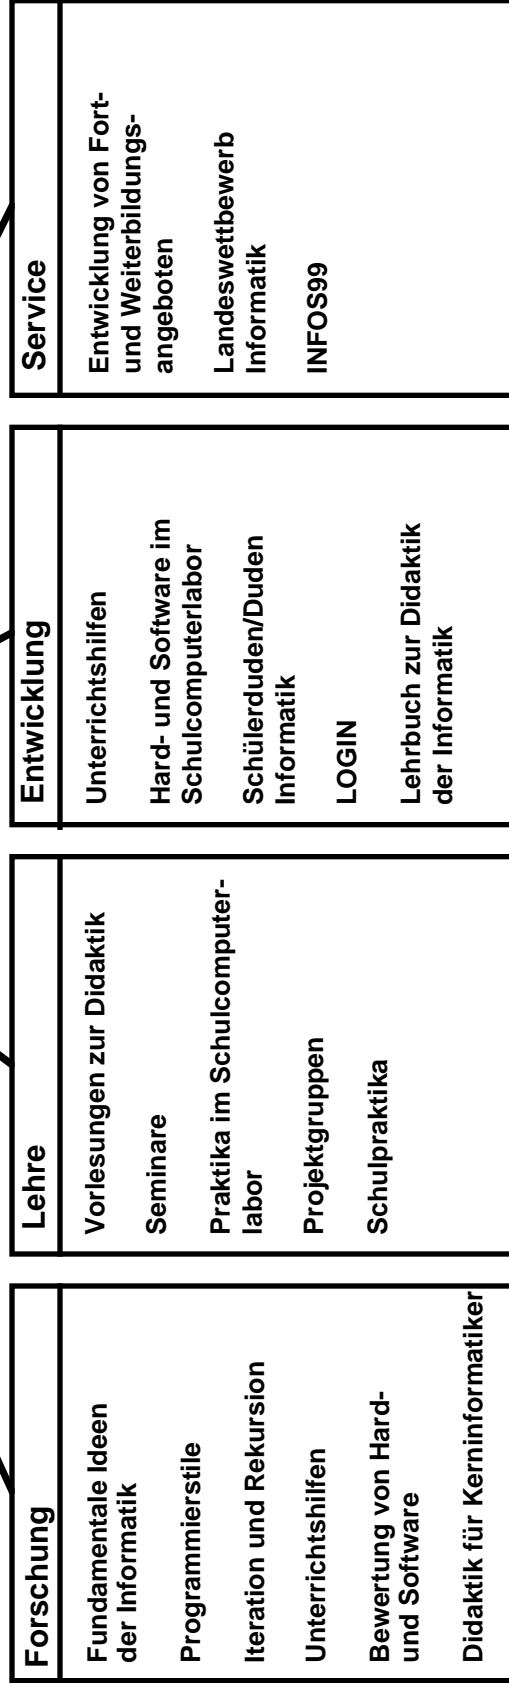 Forschung
Fundamentale Ideen
der Informatik
Programmierstile
Iteration und Rekursion
Unterrichtshilfen
Bewertung von Hard-
und Software
Didaktik für Kerninformatiker
Lehre
Vorlesungen zur Didaktik
Seminare
Praktika im Schulcomputer-
labor
Projektgruppen
Schulpraktika
Entwicklung
Unterrichtshilfen
Hard- und Software im
Schulcomputerlabor
Schülerduden/Duden
Informatik
LOGIN
Lehrbuch zur Didaktik
der Informatik
Service
Entwicklung von Fort-
und Weiterbildungs-
angeboten
Landeswettbewerb
Informatik
INFOS99